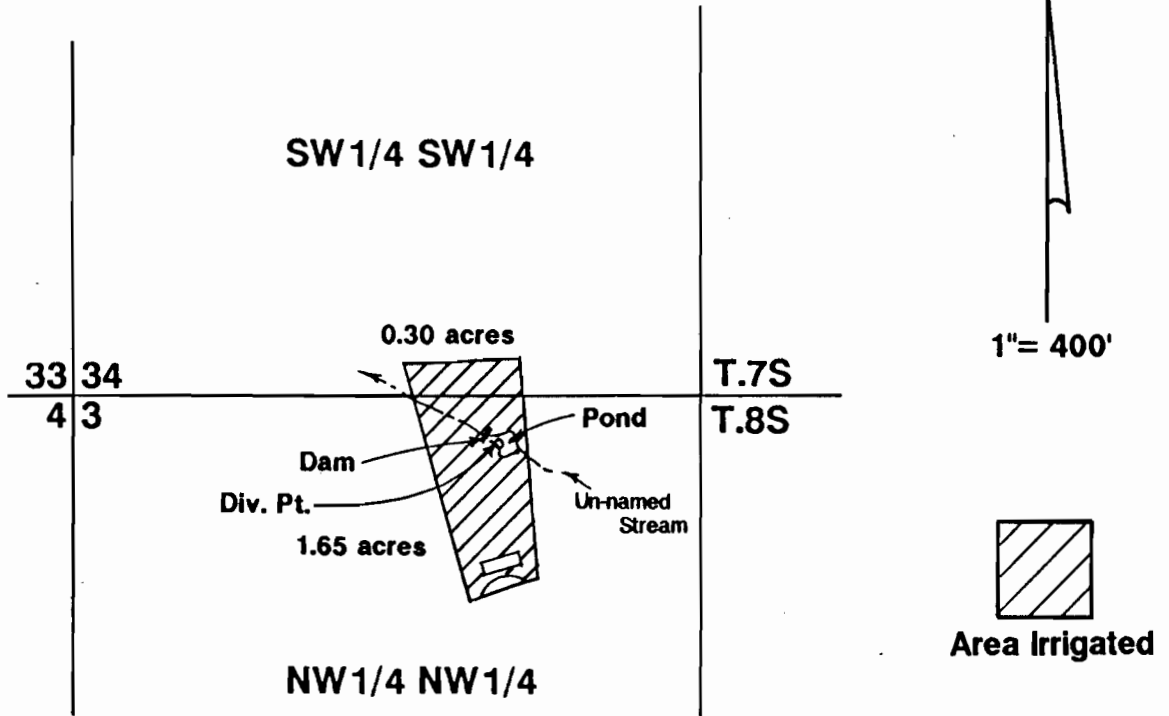 SW1/4 SW1/4
1"= 400'
0.30 acres
33 34
T.7S
4 3
T.8S
Pond
Dam
Div. Pt.
Un-named
Stream
1.65 acres
Area Irrigated
NW1/4 NW1/4